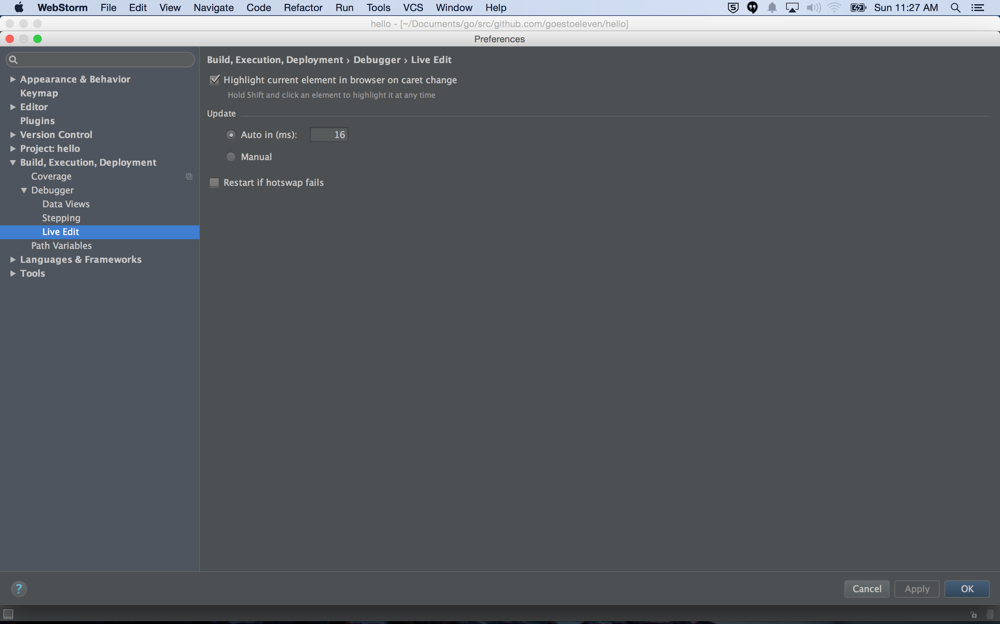 WebStorm File Edit View Navigate Code Refactor Run Tools VCS Window Help Sun 11:27 AM
hello - [~/Documents/go/src/github.com/goestoeleven/hello]
Preferences
Appearance & Behavior
Keymap
Editor
Plugins
Version Control
Project: hello
Build, Execution, Deployment
Coverage
Debugger
Data Views
Stepping
Live Edit
Path Variables
Languages & Frameworks
Tools
Build, Execution, Deployment › Debugger › Live Edit
Highlight current element in browser on caret change
Hold Shift and click an element to highlight it at any time
Update
Auto in (ms): 16
Manual
Restart if hotswap fails
? Cancel Apply OK